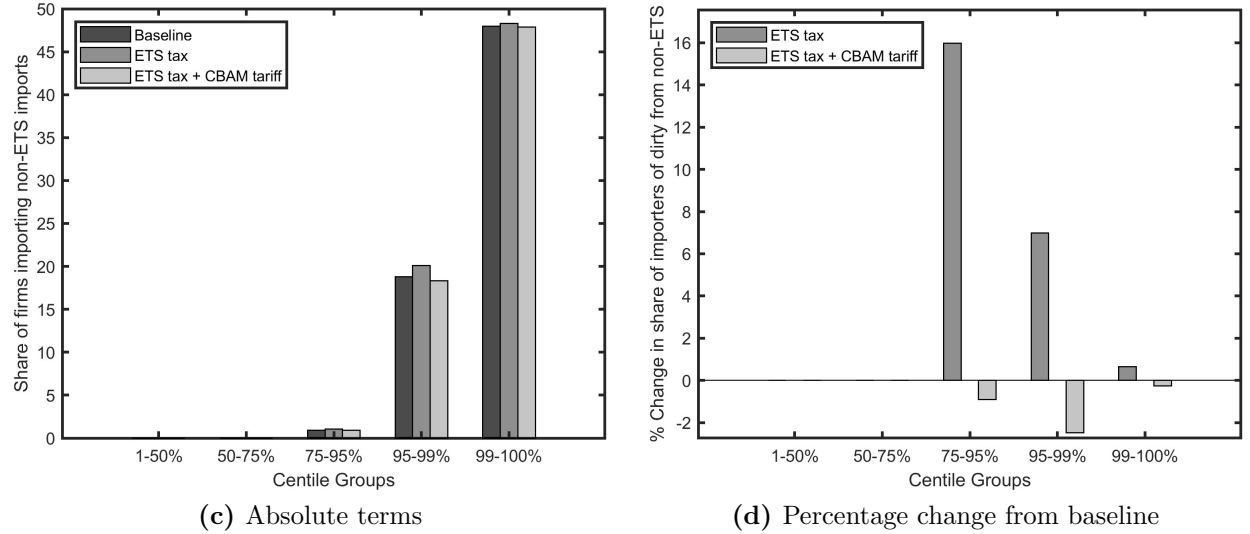 Share of firms importing non-ETS imports
50
45
40
35
30
25
20
15
10
5
0
Baseline
ETS tax
ETS tax + CBAM tariff
1-50%
50-75%
75-95%
95-99%
99-100%
Centile Groups
(c) Absolute terms
% Change in share of importers of dirty from non-ETS
16
14
12
10
8
6
4
2
0
-2
ETS tax
ETS tax + CBAM tariff
1-50%
50-75%
75-95%
95-99%
99-100%
Centile Groups
(d) Percentage change from baseline